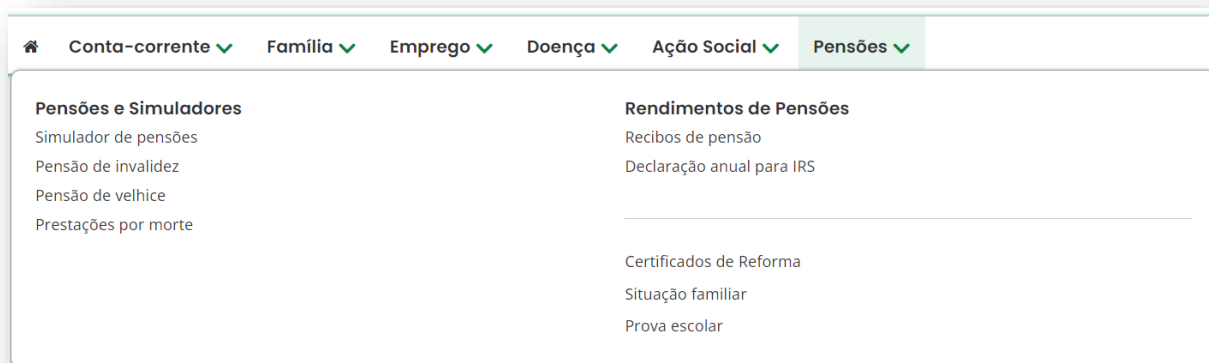 Conta-corrente Família Emprego Doença Ação Social Pensões
Pensões e Simuladores
Simulador de pensões
Pensão de invalidez
Pensão de velhice
Prestações por morte
Rendimentos de Pensões
Recibos de pensão
Declaração anual para IRS
Certificados de Reforma
Situação familiar
Prova escolar